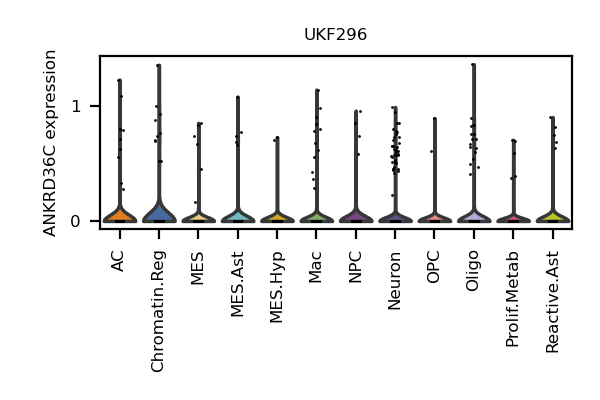 UKF296
ANKRD36C expression
1
0
AC
Chromatin.Reg
MES
MES.Ast
MES.Hyp
Mac
NPC
Neuron
OPC
Oligo
Prolif.Metab
Reactive.Ast